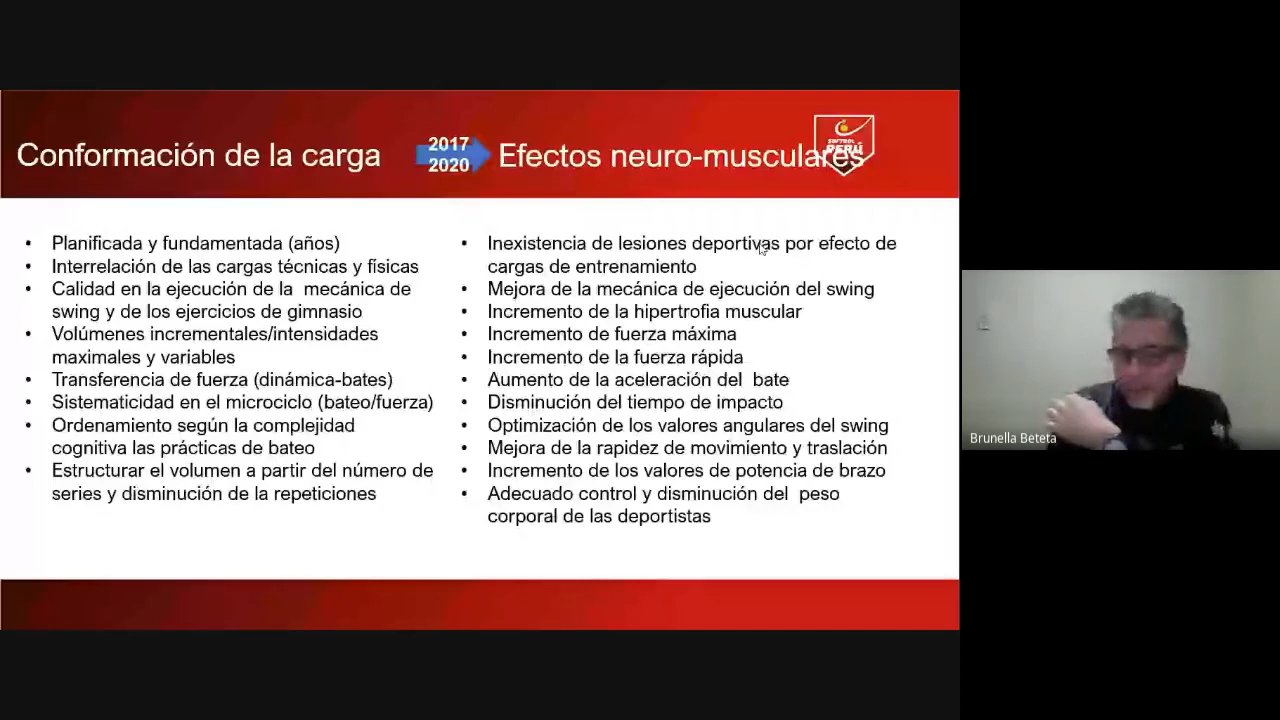 Conformación de la carga
2017
2020
Efectos neuro-musculares
SOFTBOL
PERÚ
• Planificada y fundamentada (años)
• Interrelación de las cargas técnicas y físicas
• Calidad en la ejecución de la mecánica de
swing y de los ejercicios de gimnasio
• Volúmenes incrementales/intensidades
maximales y variables
• Transferencia de fuerza (dinámica-bates)
• Sistematicidad en el microciclo (bateo/fuerza)
• Ordenamiento según la complejidad
cognitiva las prácticas de bateo
• Estructurar el volumen a partir del número de
series y disminución de la repeticiones
• Inexistencia de lesiones deportivas por efecto de
cargas de entrenamiento
• Mejora de la mecánica de ejecución del swing
• Incremento de la hipertrofia muscular
• Incremento de fuerza máxima
• Incremento de la fuerza rápida
• Aumento de la aceleración del bate
• Disminución del tiempo de impacto
• Optimización de los valores angulares del swing
• Mejora de la rapidez de movimiento y traslación
• Incremento de los valores de potencia de brazo
• Adecuado control y disminución del peso
corporal de las deportistas
Brunella Beteta